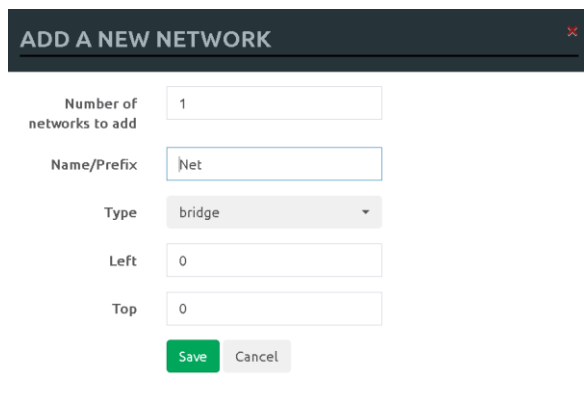 ADD A NEW NETWORK
×
Number of
networks to add
1
Name/Prefix
Net
Type
bridge
Left
0
Top
0
Save
Cancel